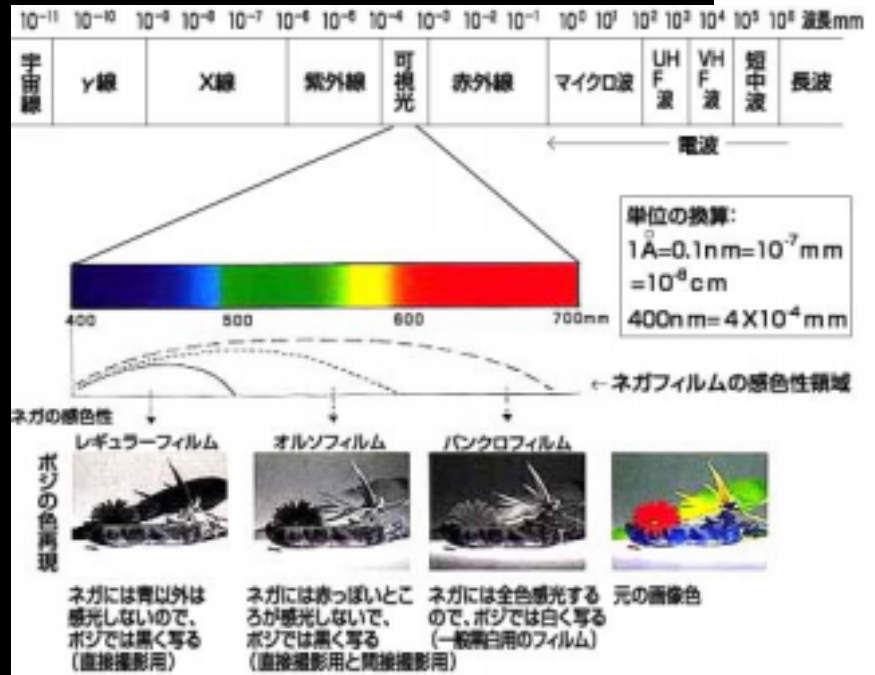 10⁻¹¹ 10⁻¹⁰ 10⁻⁹ 10⁻⁸ 10⁻⁷ 10⁻⁶ 10⁻⁵ 10⁻⁴ 10⁻³ 10⁻² 10⁻¹ 10⁰ 10¹ 10² 10³ 10⁴ 10⁵ 10⁶ 波長mm
宇宙線 γ線 X線 紫外線 可視光 赤外線 マイクロ波 UHF波 VHF波 短中波 長波
電波
単位の換算:
1Å=0.1nm=10⁻⁷mm
=10⁻⁸cm
400nm=4X10⁻⁴mm
400 500 600 700mm
←ネガフィルムの感色性領域
ネガの感色性
レギュラーフィルム オルソフィルム パンクロフィルム
ポジの色再現
ネガには青以外は
感光しないので、
ポジでは黒く写る
(直接撮影用)
ネガには赤っぽいとこ
ろが感光しないで、
ポジでは黒く写る
(直接撮影用と間接撮影用)
ネガには全色感光する
ので、ポジでは白く写る
(一般黒白用のフィルム)
元の画像色